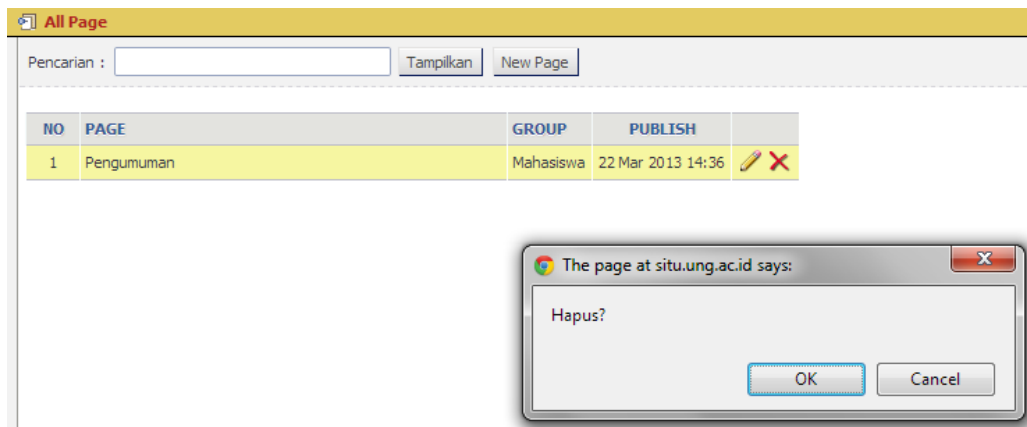 All Page
Pencarian : Tampilkan New Page
NO PAGE GROUP PUBLISH
1 Pengumuman Mahasiswa 22 Mar 2013 14:36
The page at situ.ung.ac.id says:
Hapus?
OK Cancel